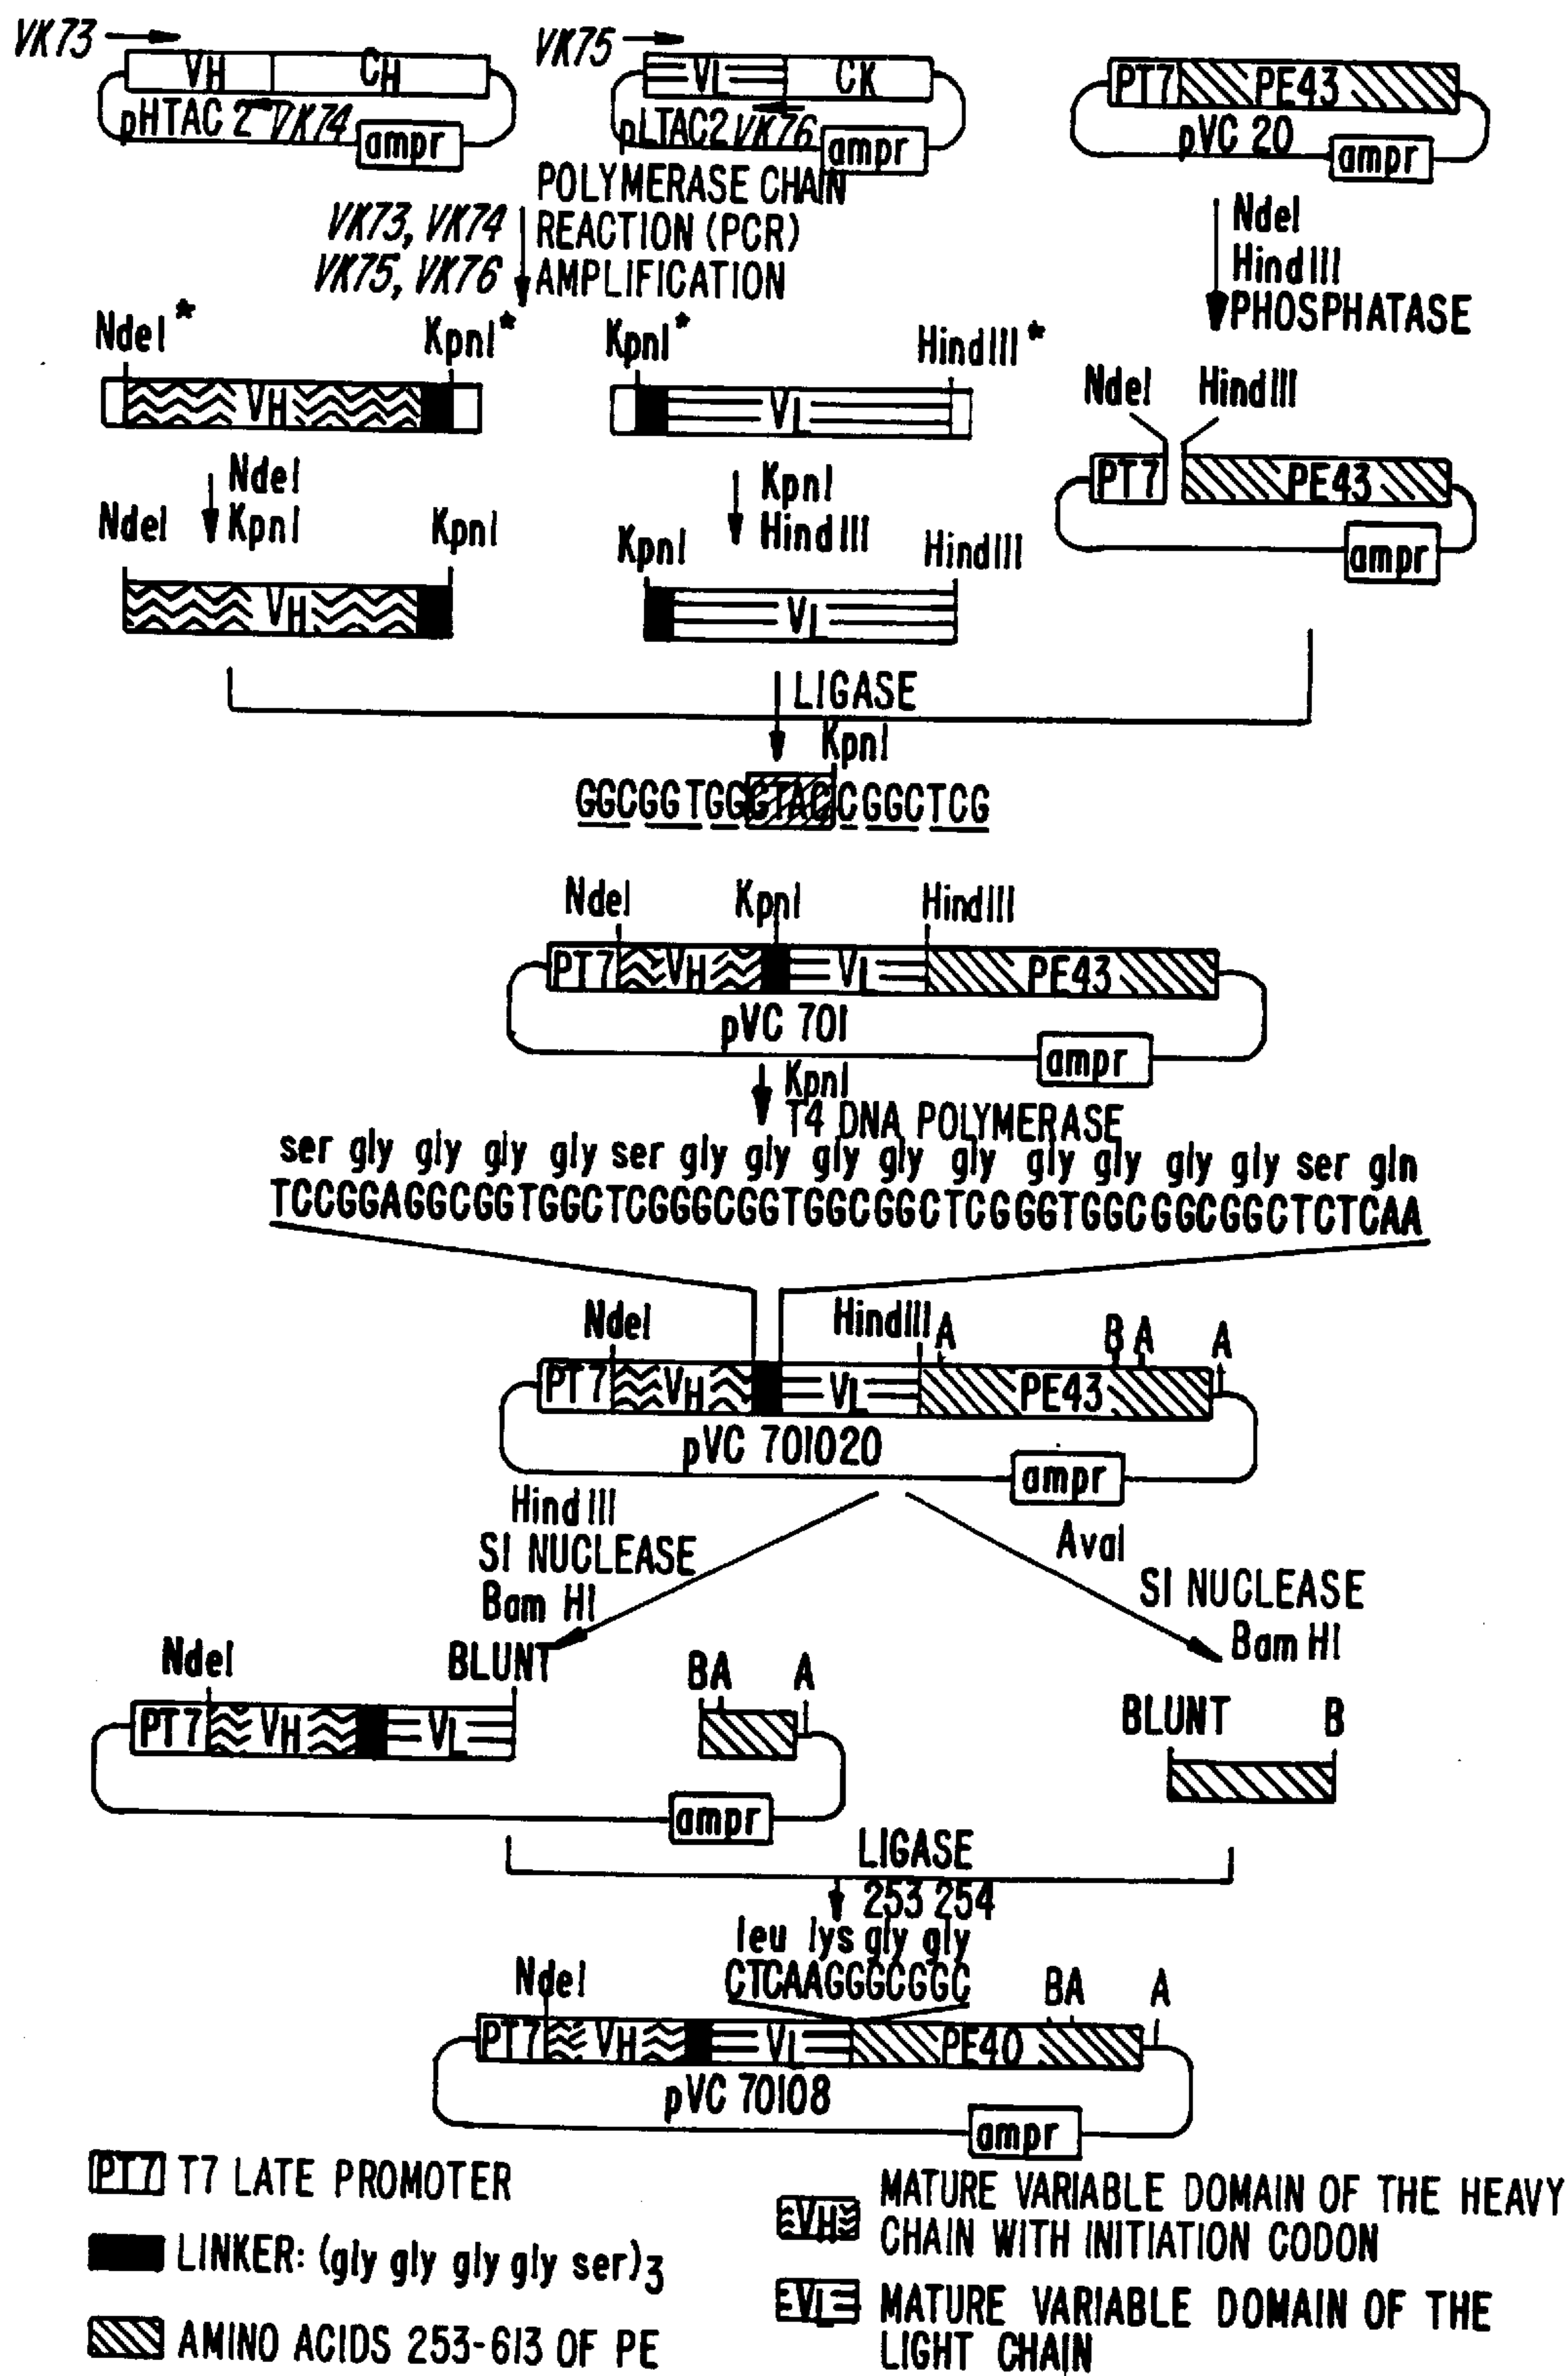 VK73
VH CH
pHTAC 2 VK74
ampr
VK75
VL CK
pLTAC2 VK76
ampr
PT7 PE43
pVC 20
ampr
VK73, VK74
VK75, VK76
POLYMERASE CHAIN
REACTION (PCR)
AMPLIFICATION
NdeI
HindIII
PHOSPHATASE
NdeI* KpnI*
VH
KpnI* HindIII*
VL
NdeI HindIII
PT7 PE43
ampr
NdeI
KpnI
KpnI
HindIII
NdeI KpnI
VH
KpnI HindIII
VL
LIGASE
KpnI
GGCGGTGGGTACCCGGCTCG
NdeI KpnI HindIII
PT7 VH VL PE43
pVC 701
ampr
KpnI
T4 DNA POLYMERASE
ser gly gly gly gly ser gly gly gly gly gly gly gly gly gly ser gln
TCCGGAGGCGGTGGCTCGGGCGGTGGCGGCTCGGGTGGCGGCGGCTCTCAA
NdeI HindIII A B A A
PT7 VH VL PE43
pVC 701020
ampr
HindIII
SI NUCLEASE
Bam HI
AvaI
SI NUCLEASE
Bam HI
NdeI BLUNT BA A
PT7 VH VL
ampr
BLUNT B
LIGASE
253 254
leu lys gly gly
CTCAAGGGCGGC
NdeI BA A
PT7 VH VL PE40
pVC 70108
ampr
PT7 T7 LATE PROMOTER
LINKER: (gly gly gly gly ser)3
AMINO ACIDS 253-613 OF PE
VH MATURE VARIABLE DOMAIN OF THE HEAVY
CHAIN WITH INITIATION CODON
VL MATURE VARIABLE DOMAIN OF THE
LIGHT CHAIN